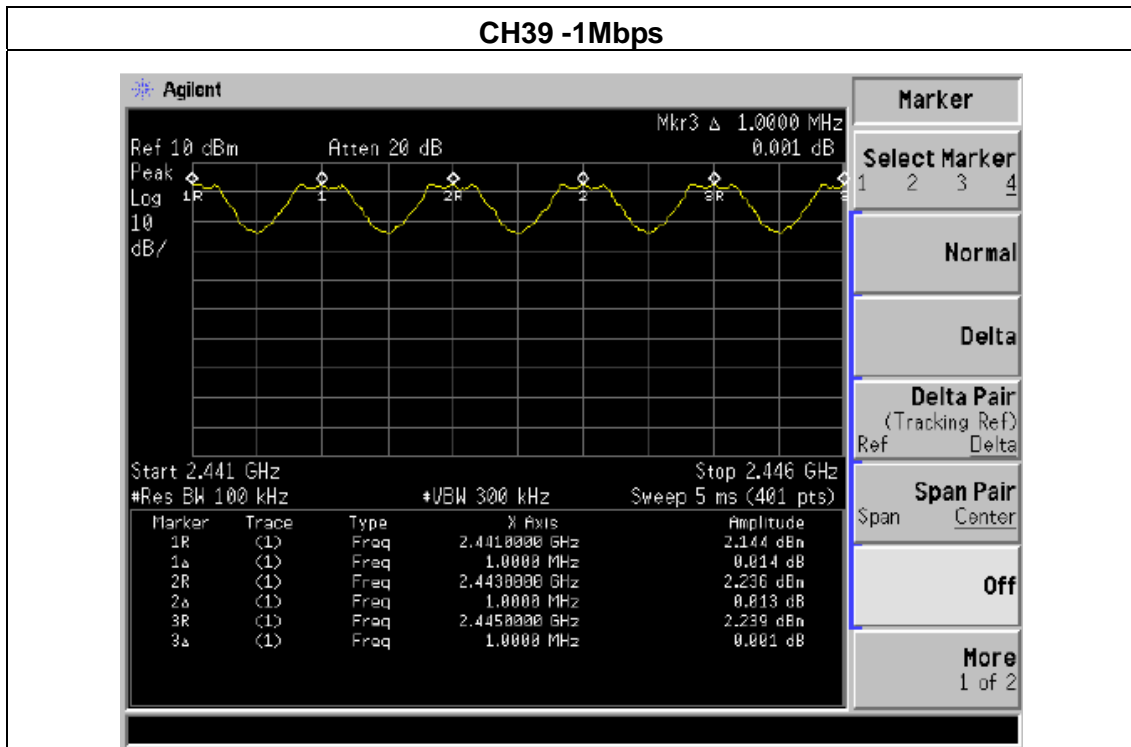 CH39 -1Mbps
Agilent
Marker
Mkr3 Δ 1.0000 MHz
Ref 10 dBm Atten 20 dB 0.001 dB
Peak
Log
10
dB/
1R 1 2R 2 3R 3
Start 2.441 GHz Stop 2.446 GHz
#Res BW 100 kHz #VBW 300 kHz Sweep 5 ms (401 pts)
Marker Trace Type X Axis Amplitude
1R (1) Freq 2.4410000 GHz 2.144 dBm
1Δ (1) Freq 1.0000 MHz 0.014 dB
2R (1) Freq 2.4430000 GHz 2.236 dBm
2Δ (1) Freq 1.0000 MHz 0.013 dB
3R (1) Freq 2.4450000 GHz 2.239 dBm
3Δ (1) Freq 1.0000 MHz 0.001 dB
Select Marker
1 2 3 4
Normal
Delta
Delta Pair
(Tracking Ref)
Ref Delta
Span Pair
Span Center
Off
More
1 of 2